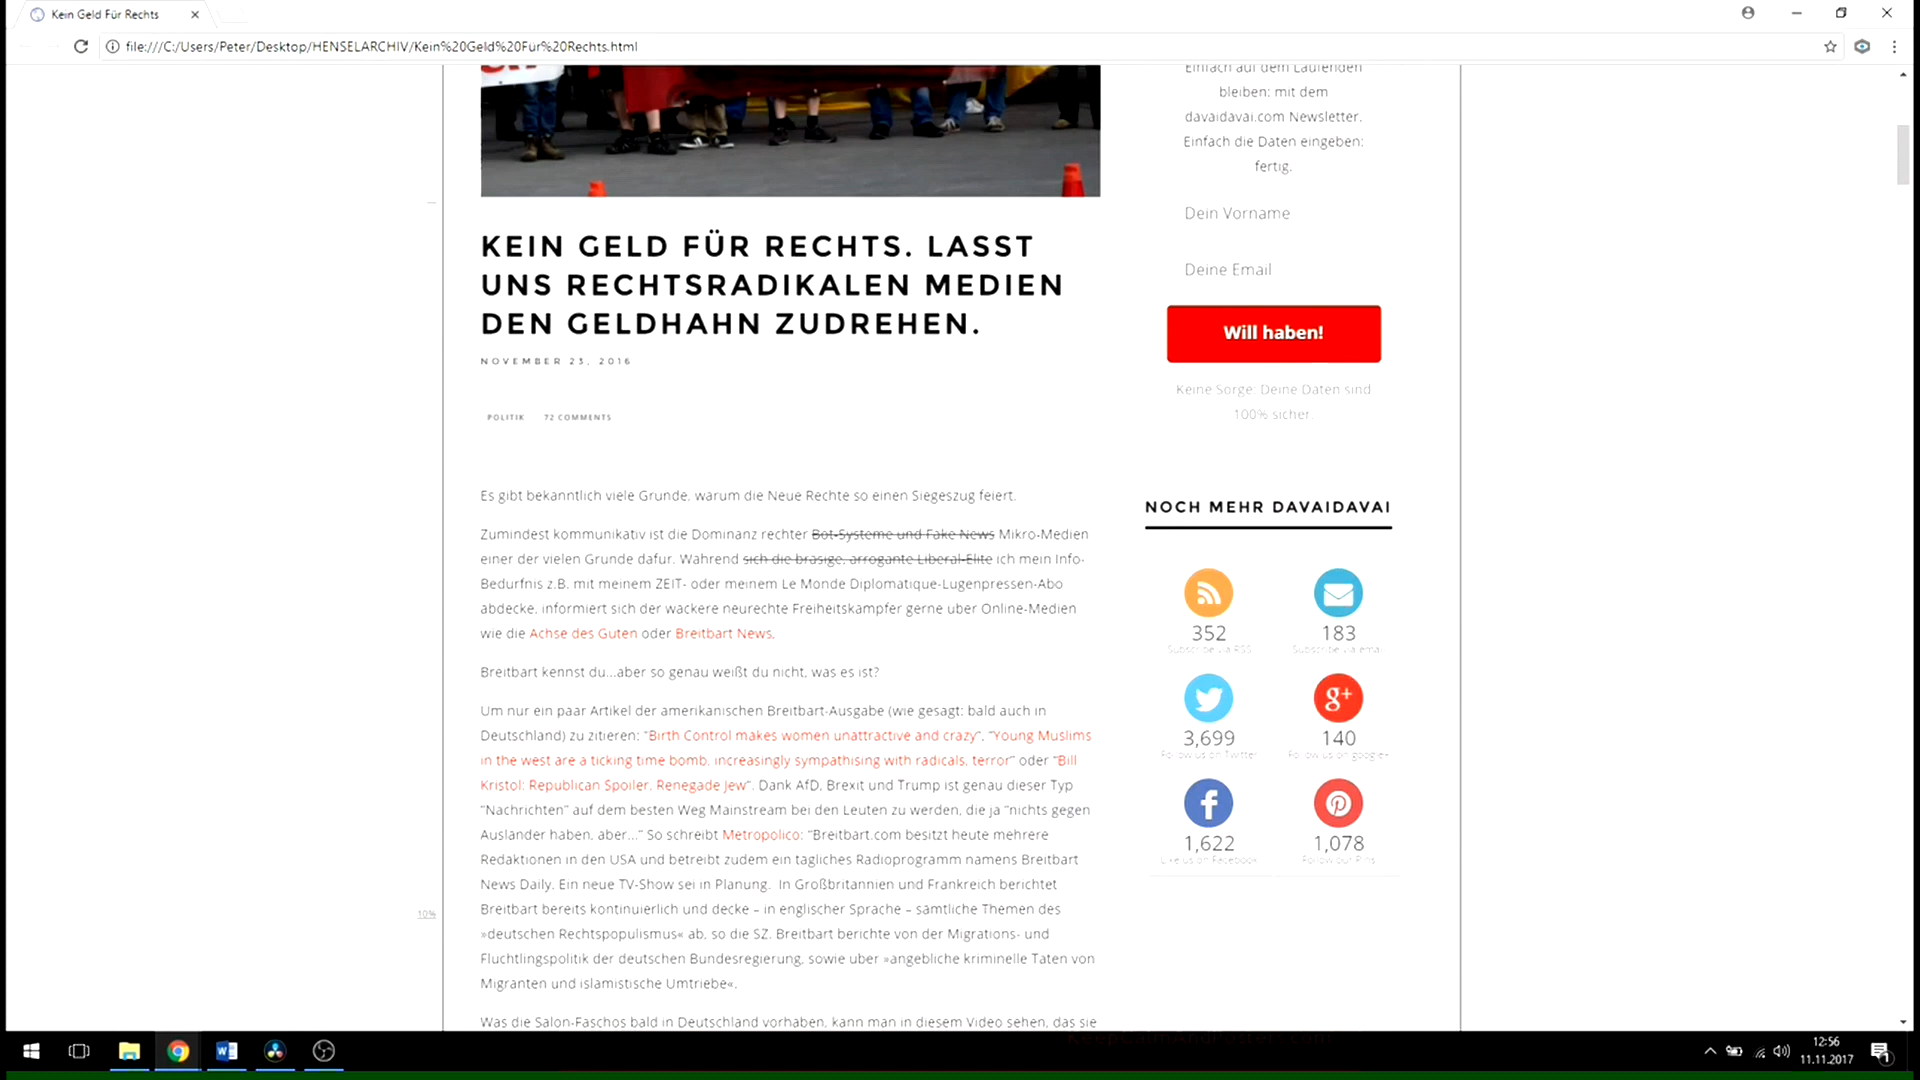 Kein Geld Für Rechts
file:///C:/Users/Peter/Desktop/HENSELARCHIV/Kein%20Geld%20Für%20Rechts.html
KEIN GELD FÜR RECHTS. LASST
UNS RECHTSRADIKALEN MEDIEN
DEN GELDHAHN ZUDREHEN.
NOVEMBER 23, 2016
POLITIK 72 COMMENTS
Es gibt bekanntlich viele Grunde, warum die Neue Rechte so einen Siegeszug feiert.
Zumindest kommunikativ ist die Dominanz rechter Bot-Systeme und Fake News Mikro-Medien
einer der vielen Grunde dafur. Wahrend sich die brasige, arrogante Liberal-Elite ich mein Info-
Bedurfnis z.B. mit meinem ZEIT- oder meinem Le Monde Diplomatique-Lugenpressen-Abo
abdecke, informiert sich der wackere neurechte Freiheitskampfer gerne uber Online-Medien
wie die Achse des Guten oder Breitbart News.
Breitbart kennst du...aber so genau weißt du nicht, was es ist?
Um nur ein paar Artikel der amerikanischen Breitbart-Ausgabe (wie gesagt: bald auch in
Deutschland) zu zitieren: "Birth Control makes women unattractive and crazy", "Young Muslims
in the west are a ticking time bomb, increasingly sympathising with radicals, terror" oder "Bill
Kristol: Republican Spoiler, Renegade Jew". Dank AfD, Brexit und Trump ist genau dieser Typ
"Nachrichten" auf dem besten Weg Mainstream bei den Leuten zu werden, die ja "nichts gegen
Auslander haben, aber..." So schreibt Metropolico: "Breitbart.com besitzt heute mehrere
Redaktionen in den USA und betreibt zudem ein tagliches Radioprogramm namens Breitbart
News Daily. Ein neue TV-Show sei in Planung. In Großbritannien und Frankreich berichtet
Breitbart bereits kontinuierlich und decke – in englischer Sprache – samtliche Themen des
»deutschen Rechtspopulismus« ab, so die SZ. Breitbart berichte von der Migrations- und
Fluchtlingspolitik der deutschen Bundesregierung, sowie uber »angebliche kriminelle Taten von
Migranten und islamistische Umtriebe«.
Was die Salon-Faschos bald in Deutschland vorhaben, kann man in diesem Video sehen, das sie
10%
Einfach auf dem Laufenden
bleiben: mit dem
davaidavai.com Newsletter.
Einfach die Daten eingeben:
fertig.
Dein Vorname
Deine Email
Will haben!
Keine Sorge: Deine Daten sind
100% sicher.
NOCH MEHR DAVAIDAVAI
352 183
Subscribe via RSS Subscribe via email
g+
3,699 140
Follow us on Twitter Follow us on google+
1,622 1,078
Like us on Facebook Follow our Pins
12:56
11.11.2017
1